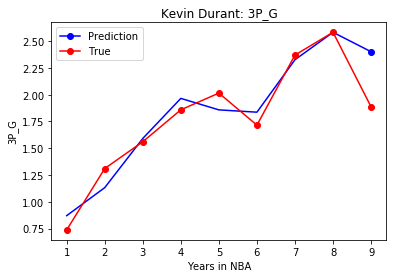 Kevin Durant: 3P_G
Prediction
True
2.50
2.25
2.00
1.75
1.50
1.25
1.00
0.75
3P_G
1 2 3 4 5 6 7 8 9
Years in NBA